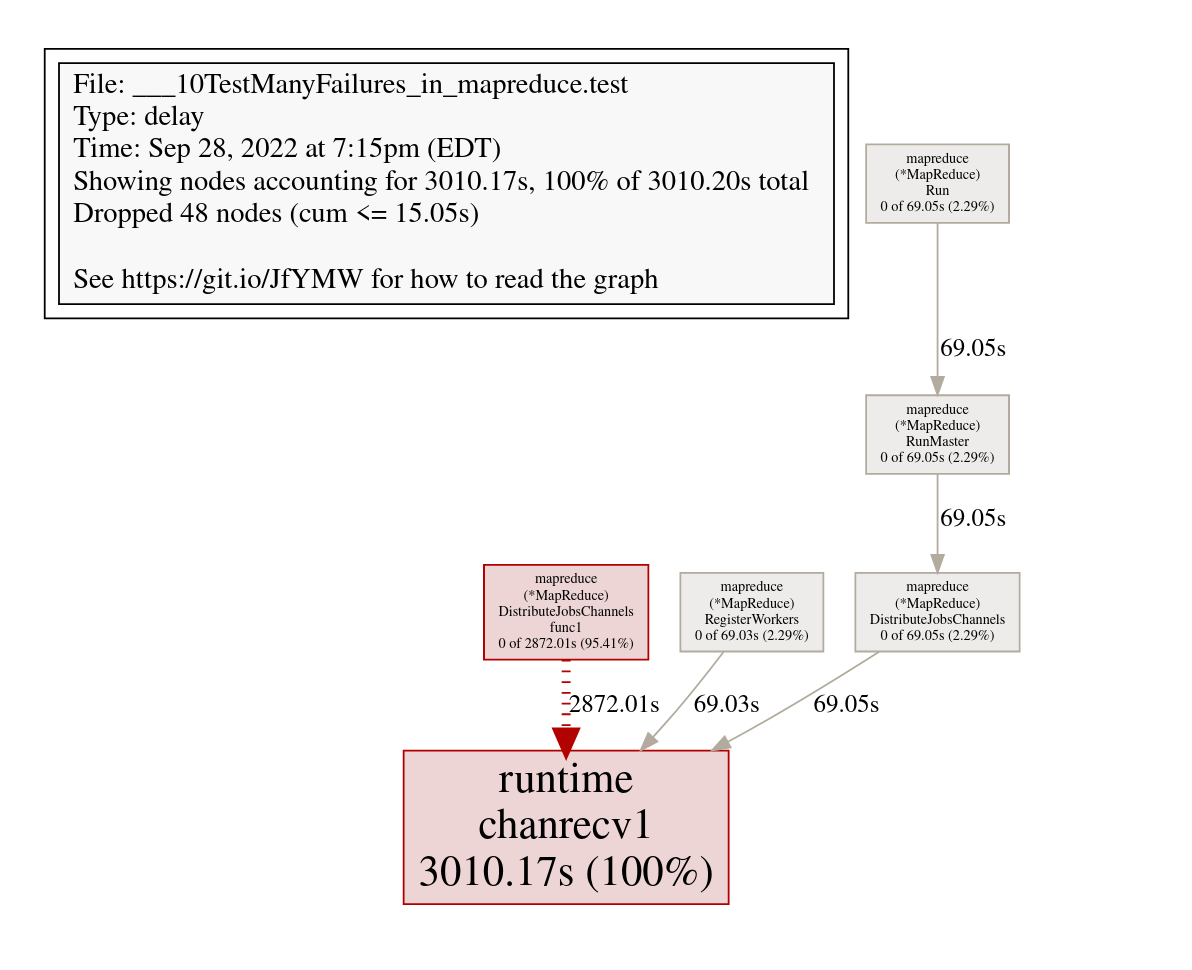 File: ___10TestManyFailures_in_mapreduce.test
Type: delay
Time: Sep 28, 2022 at 7:15pm (EDT)
Showing nodes accounting for 3010.17s, 100% of 3010.20s total
Dropped 48 nodes (cum <= 15.05s)
See https://git.io/JfYMW for how to read the graph
mapreduce
(*MapReduce)
Run
0 of 69.05s (2.29%)
69.05s
mapreduce
(*MapReduce)
RunMaster
0 of 69.05s (2.29%)
69.05s
mapreduce
(*MapReduce)
DistributeJobsChannels
func1
0 of 2872.01s (95.41%)
mapreduce
(*MapReduce)
RegisterWorkers
0 of 69.03s (2.29%)
mapreduce
(*MapReduce)
DistributeJobsChannels
0 of 69.05s (2.29%)
2872.01s
69.03s
69.05s
runtime
chanrecv1
3010.17s (100%)